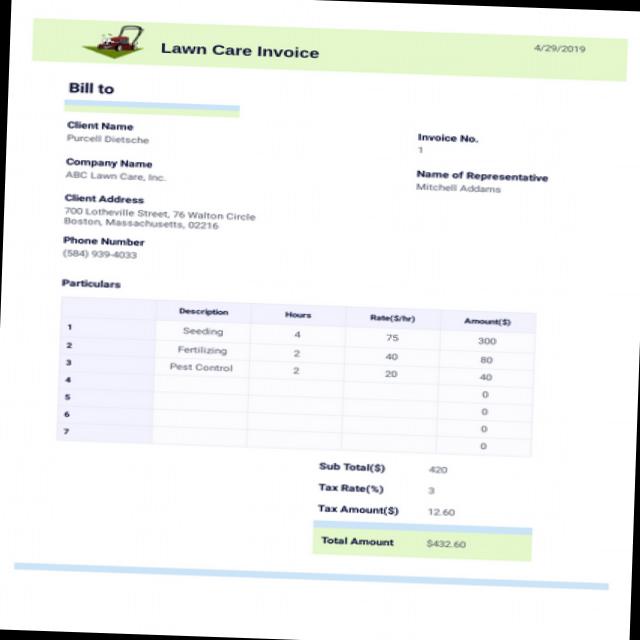 Lawn Care Invoice
4/29/2019
Bill to
Client Name
Purcell Dietsche
Invoice No.
1
Company Name
ABC Lawn Care, Inc.
Name of Representative
Mitchell Addams
Client Address
700 Lotheville Street, 76 Walton Circle
Boston, Massachusetts, 02216
Phone Number
(584) 939-4033
Particulars
Description Hours Rate($/hr) Amount($)
1 Seeding 4 75 300
2 Fertilizing 2 40 80
3 Pest Control 2 20 40
4 0
5 0
6 0
7 0
Sub Total($) 420
Tax Rate(%) 3
Tax Amount($) 12.60
Total Amount $432.60